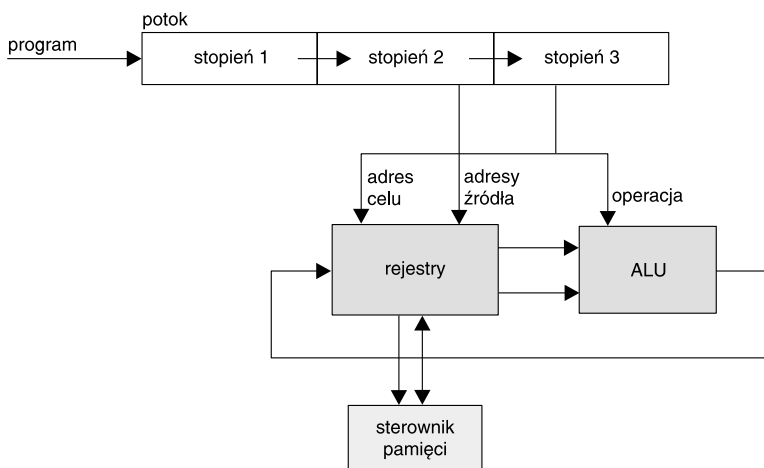 potok
program
stopień 1
stopień 2
stopień 3
adres
celu
adresy
źródła
operacja
rejestry
ALU
sterownik
pamięci